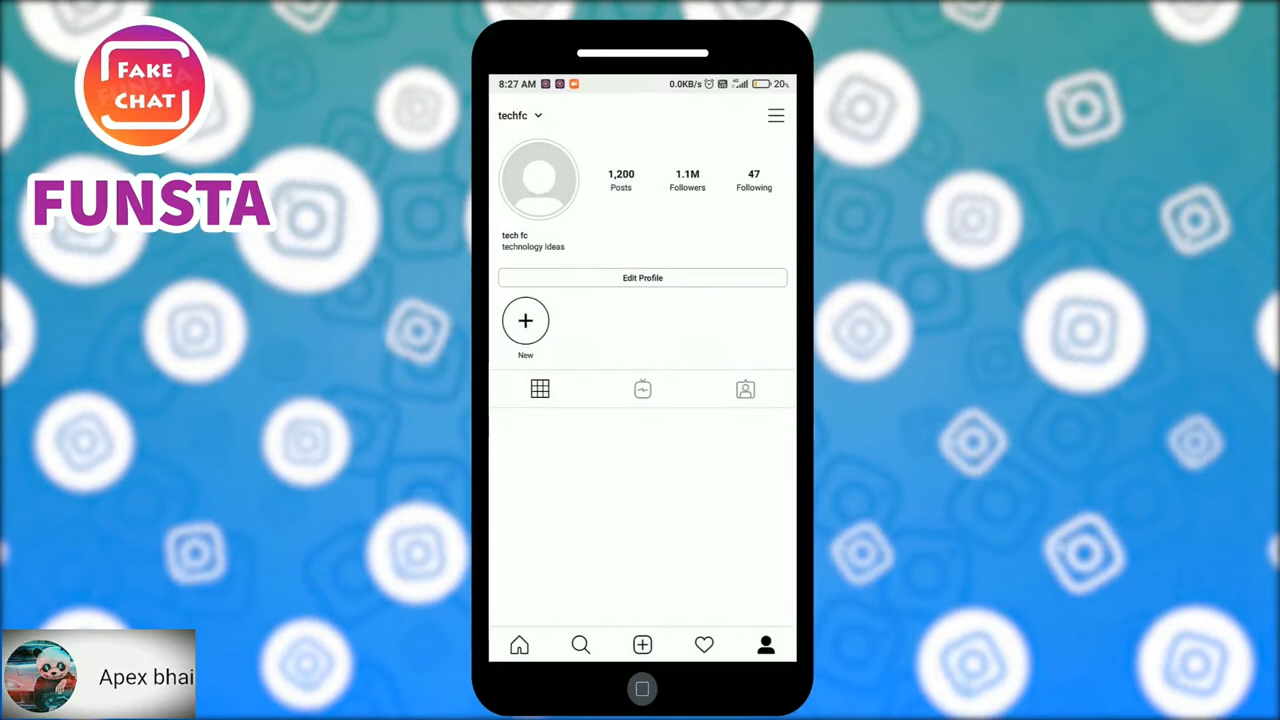 FAKE
CHAT
FUNSTA
8:27 AM
0.0KB/s
4G
20%
techfc
1,200
Posts
1.1M
Followers
47
Following
tech fc
technology ideas
Edit Profile
New
Apex bhai